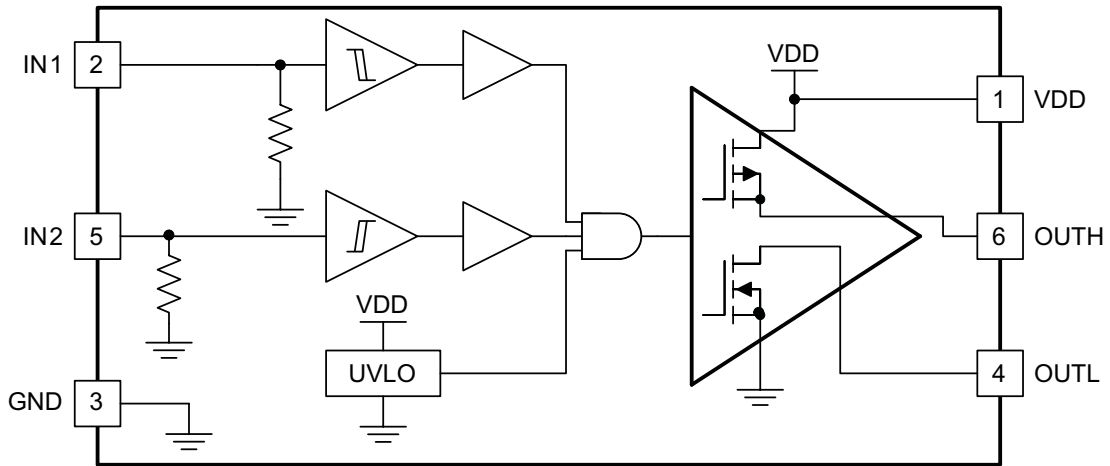 IN1 2
VDD
1 VDD
IN2 5
6 OUTH
VDD
UVLO
4 OUTL
GND 3